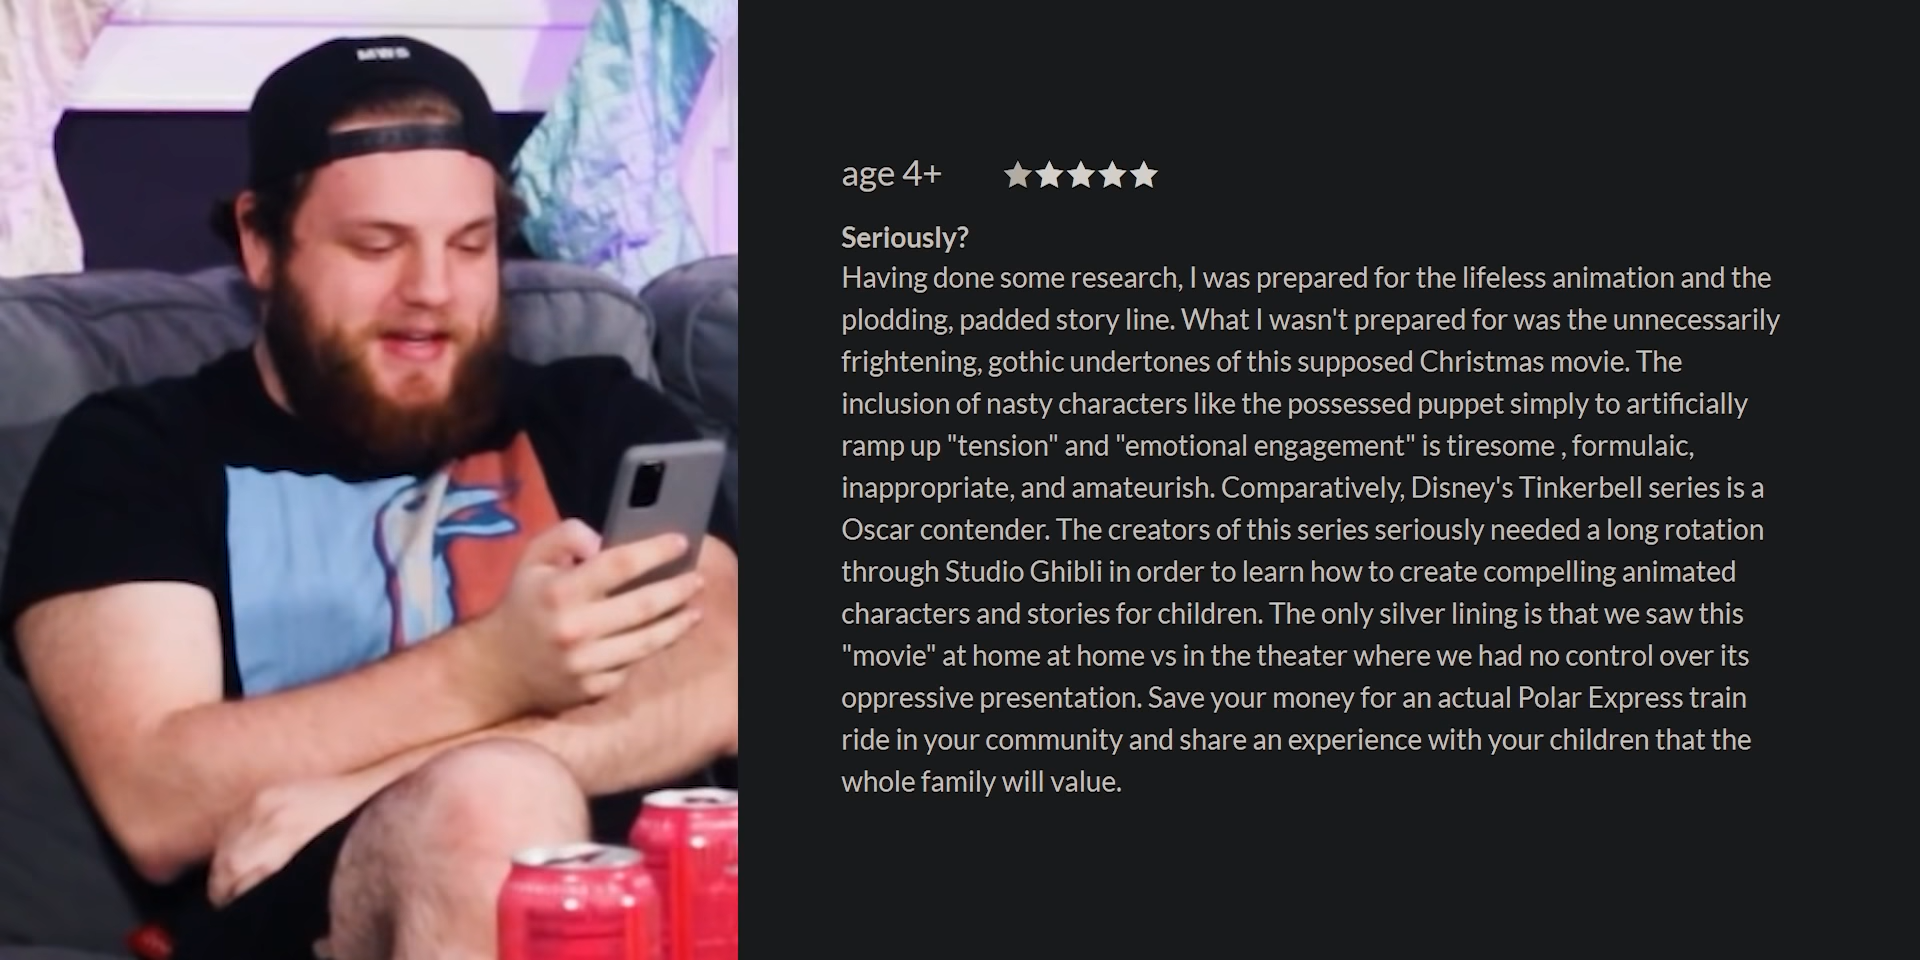 MWS
age 4+
Seriously?
Having done some research, I was prepared for the lifeless animation and the
plodding, padded story line. What I wasn't prepared for was the unnecessarily
frightening, gothic undertones of this supposed Christmas movie. The
inclusion of nasty characters like the possessed puppet simply to artificially
ramp up "tension" and "emotional engagement" is tiresome , formulaic,
inappropriate, and amateurish. Comparatively, Disney's Tinkerbell series is a
Oscar contender. The creators of this series seriously needed a long rotation
through Studio Ghibli in order to learn how to create compelling animated
characters and stories for children. The only silver lining is that we saw this
"movie" at home at home vs in the theater where we had no control over its
oppressive presentation. Save your money for an actual Polar Express train
ride in your community and share an experience with your children that the
whole family will value.